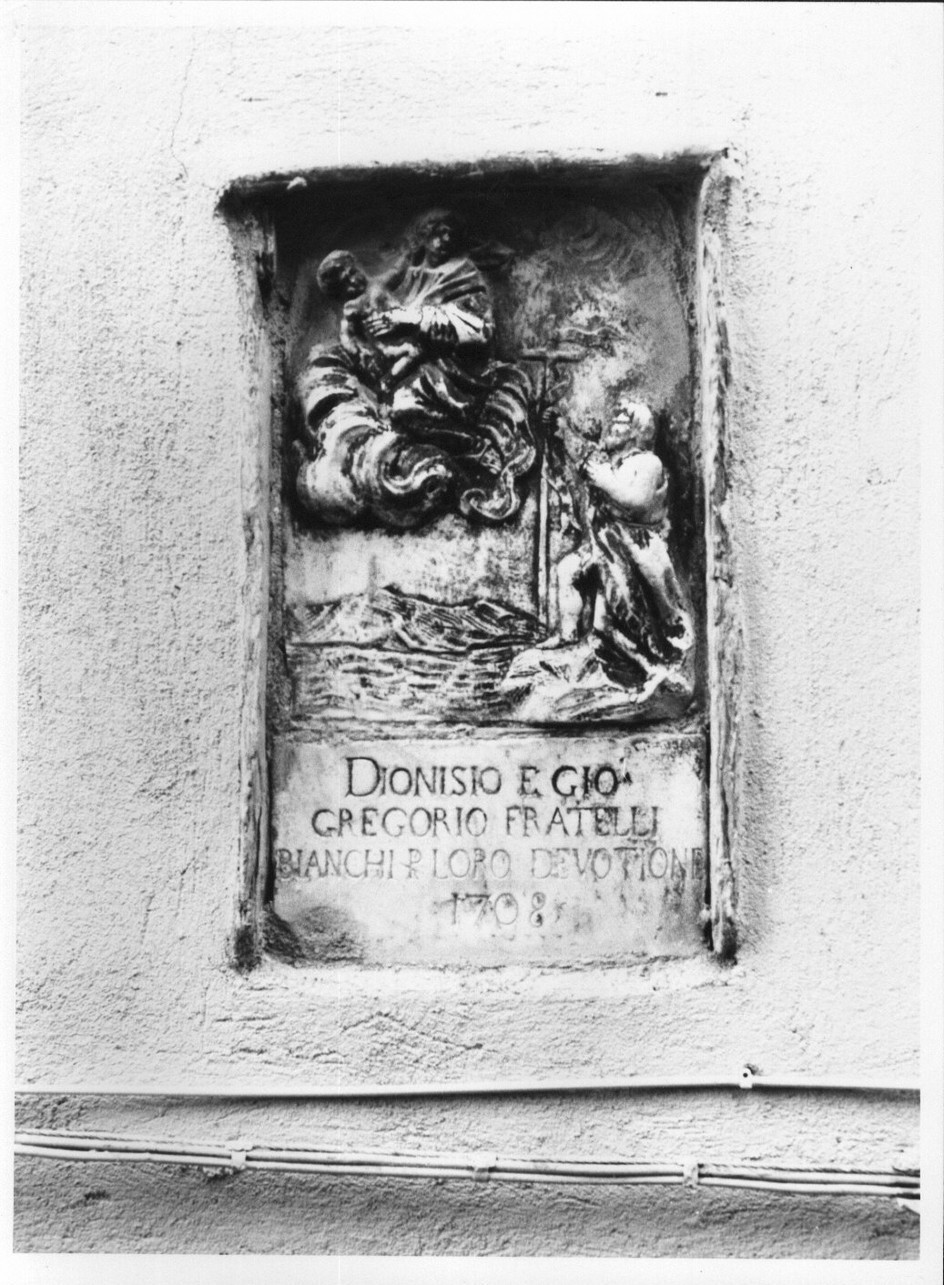 DIONISIO E GIO
GREGORIO FRATELLI
BIANCHI P LORO DEVOTIONE
1708